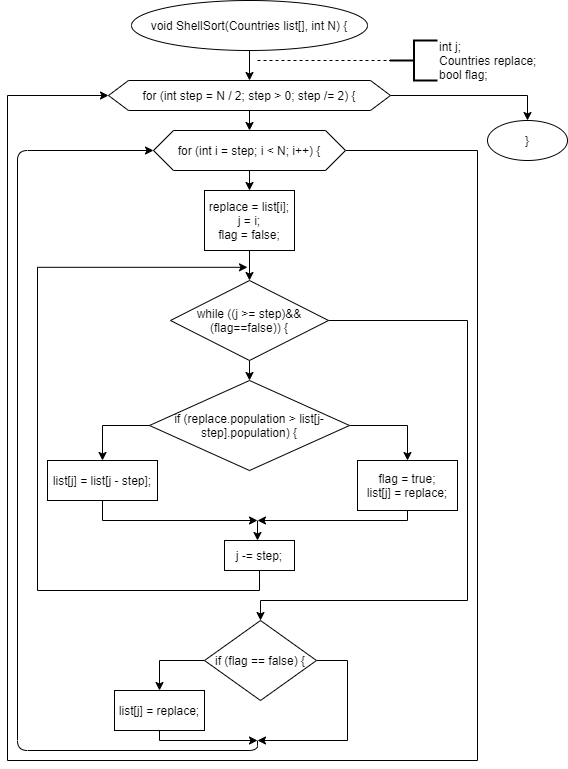 void ShellSort(Countries list[], int N) {
int j;
Countries replace;
bool flag;
for (int step = N / 2; step > 0; step /= 2) {
}
for (int i = step; i < N; i++) {
replace = list[i];
j = i;
flag = false;
while ((j >= step)&&
(flag==false)) {
if (replace.population > list[j-
step].population) {
list[j] = list[j - step];
flag = true;
list[j] = replace;
j -= step;
if (flag == false) {
list[j] = replace;